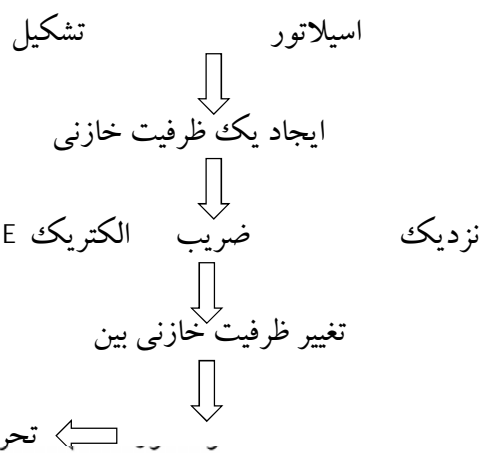 اسیلاتور تشکیل
ایجاد یک ظرفیت خازنی
نزدیک ضریب الکتریک E
تغییر ظرفیت خازنی بین
تحر